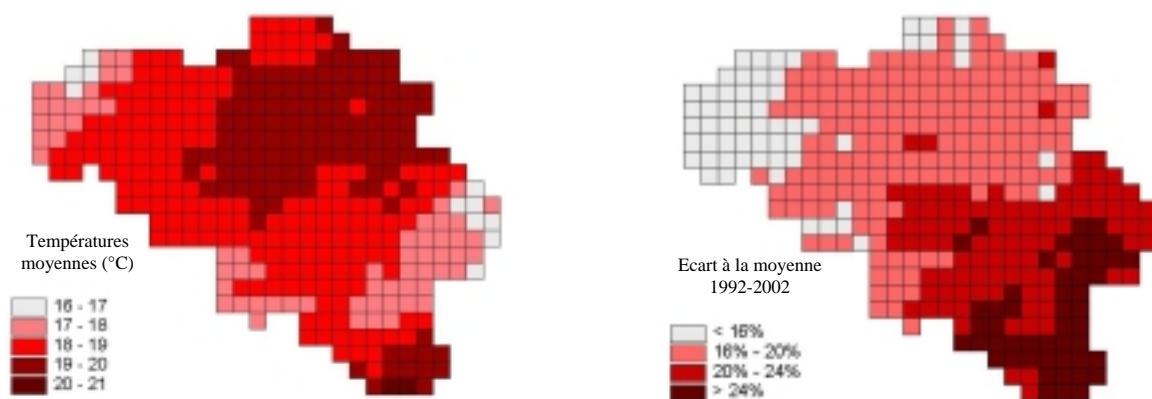 Températures
moyennes (°C)
16 - 17
17 - 18
18 - 19
19 - 20
20 - 21
Ecart à la moyenne
1992-2002
< 16%
16% - 20%
20% - 24%
> 24%